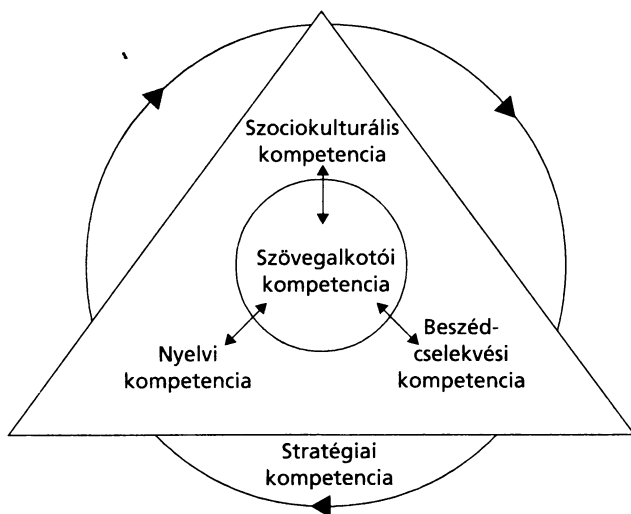 Szociokulturális
kompetencia
Szövegalkotói
kompetencia
Nyelvi
kompetencia
Beszéd-
cselekvési
kompetencia
Stratégiai
kompetencia